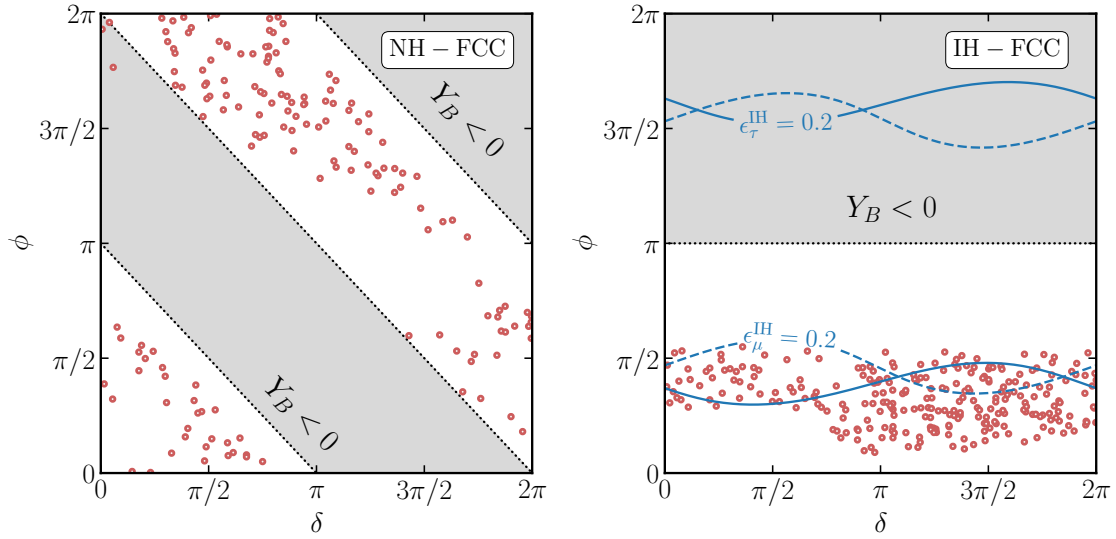 2π
3π/2
π
π/2
0
ϕ
NH – FCC
Y_B < 0
Y_B < 0
0
π/2
π
3π/2
2π
δ
2π
3π/2
π
π/2
0
ϕ
IH – FCC
ϵ_τ^IH = 0.2
Y_B < 0
ϵ_μ^IH = 0.2
0
π/2
π
3π/2
2π
δ